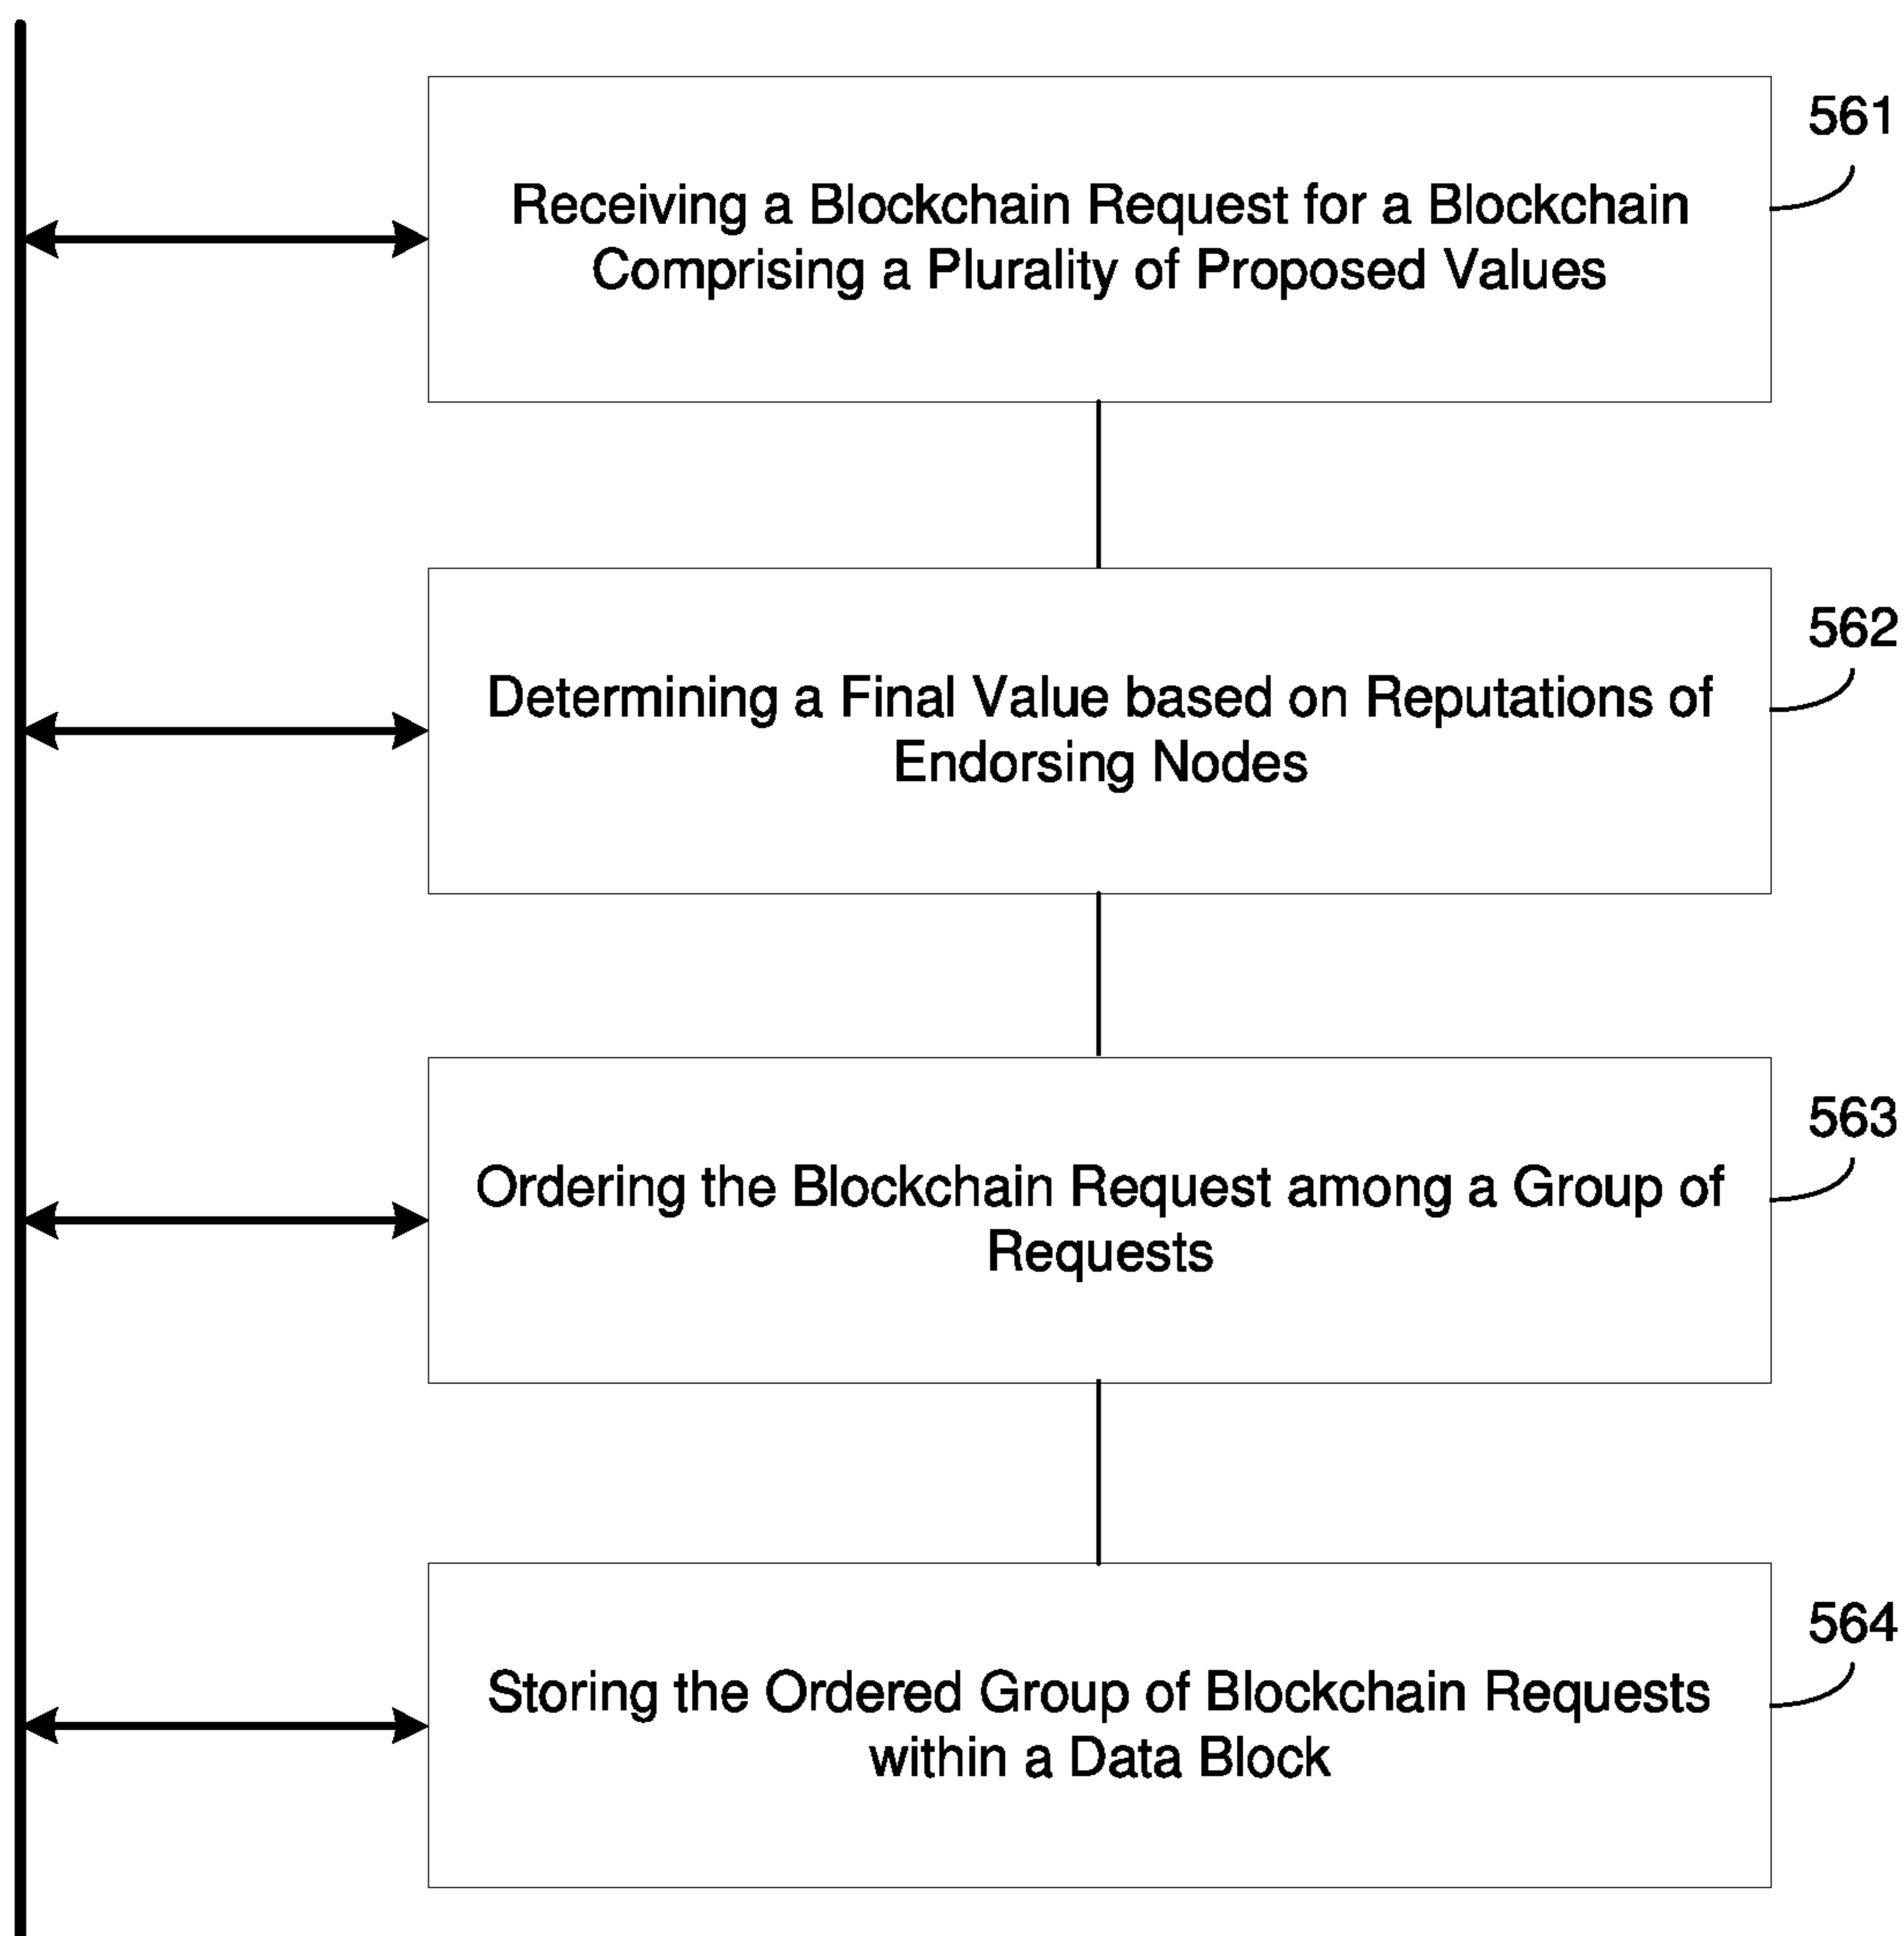 561
Receiving a Blockchain Request for a Blockchain
Comprising a Plurality of Proposed Values
562
Determining a Final Value based on Reputations of
Endorsing Nodes
563
Ordering the Blockchain Request among a Group of
Requests
564
Storing the Ordered Group of Blockchain Requests
within a Data Block